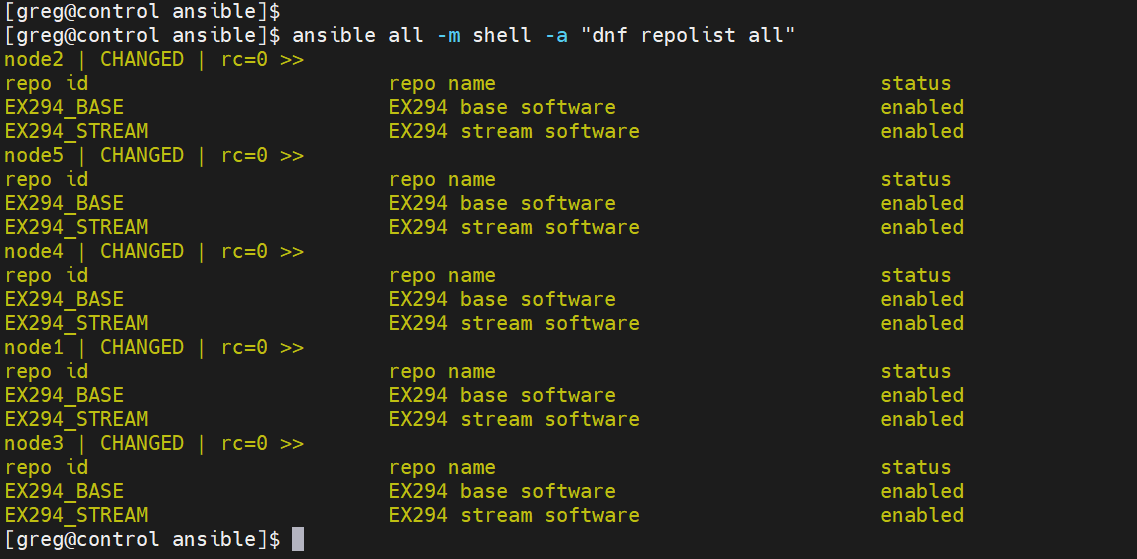 [greg@control ansible]$
[greg@control ansible]$ ansible all -m shell -a "dnf repolist all"
node2 | CHANGED | rc=0 >>
repo id repo name status
EX294_BASE EX294 base software enabled
EX294_STREAM EX294 stream software enabled
node5 | CHANGED | rc=0 >>
repo id repo name status
EX294_BASE EX294 base software enabled
EX294_STREAM EX294 stream software enabled
node4 | CHANGED | rc=0 >>
repo id repo name status
EX294_BASE EX294 base software enabled
EX294_STREAM EX294 stream software enabled
node1 | CHANGED | rc=0 >>
repo id repo name status
EX294_BASE EX294 base software enabled
EX294_STREAM EX294 stream software enabled
node3 | CHANGED | rc=0 >>
repo id repo name status
EX294_BASE EX294 base software enabled
EX294_STREAM EX294 stream software enabled
[greg@control ansible]$